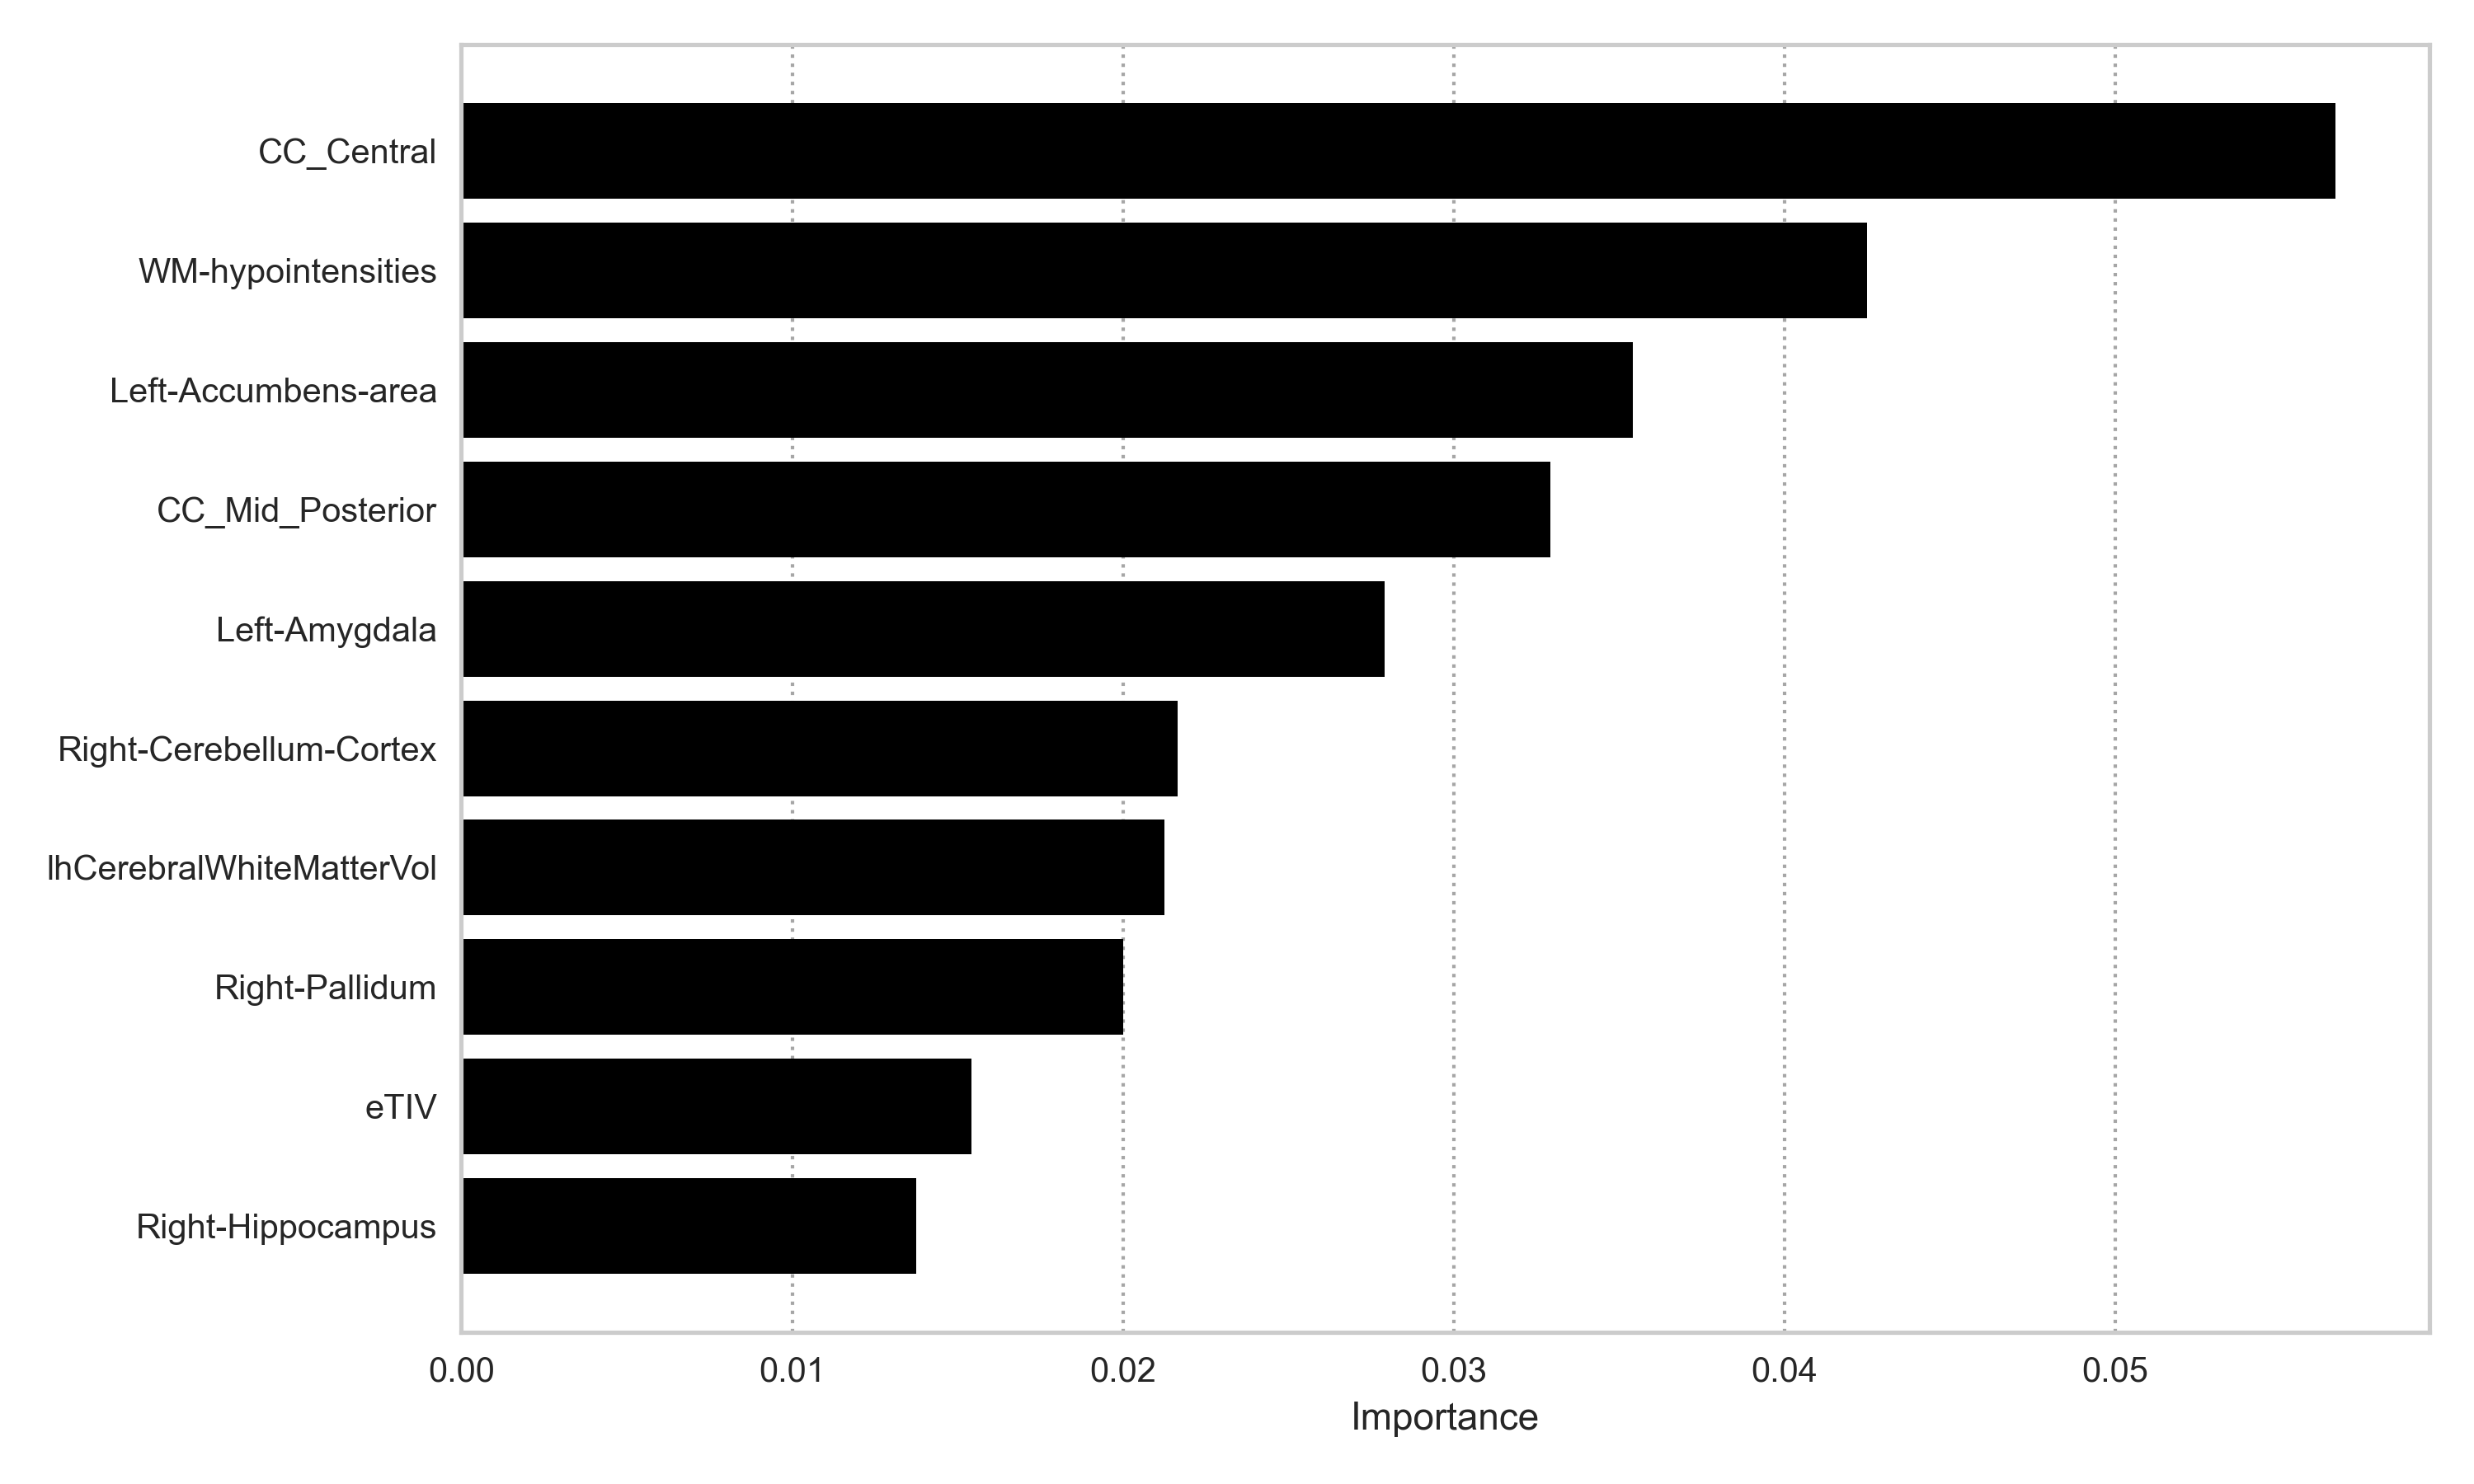 CC_Central
WM-hypointensities
Left-Accumbens-area
CC_Mid_Posterior
Left-Amygdala
Right-Cerebellum-Cortex
lhCerebralWhiteMatterVol
Right-Pallidum
eTIV
Right-Hippocampus
0.00 0.01 0.02 0.03 0.04 0.05
Importance